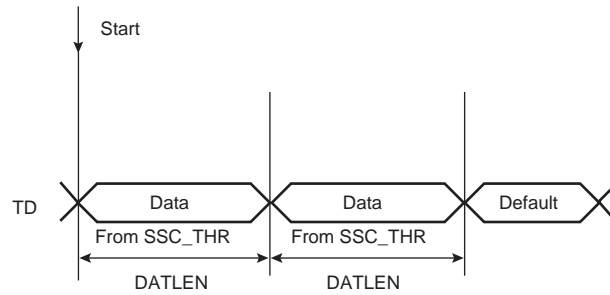 Start
TD
Data
Data
Default
From SSC_THR
From SSC_THR
DATLEN
DATLEN